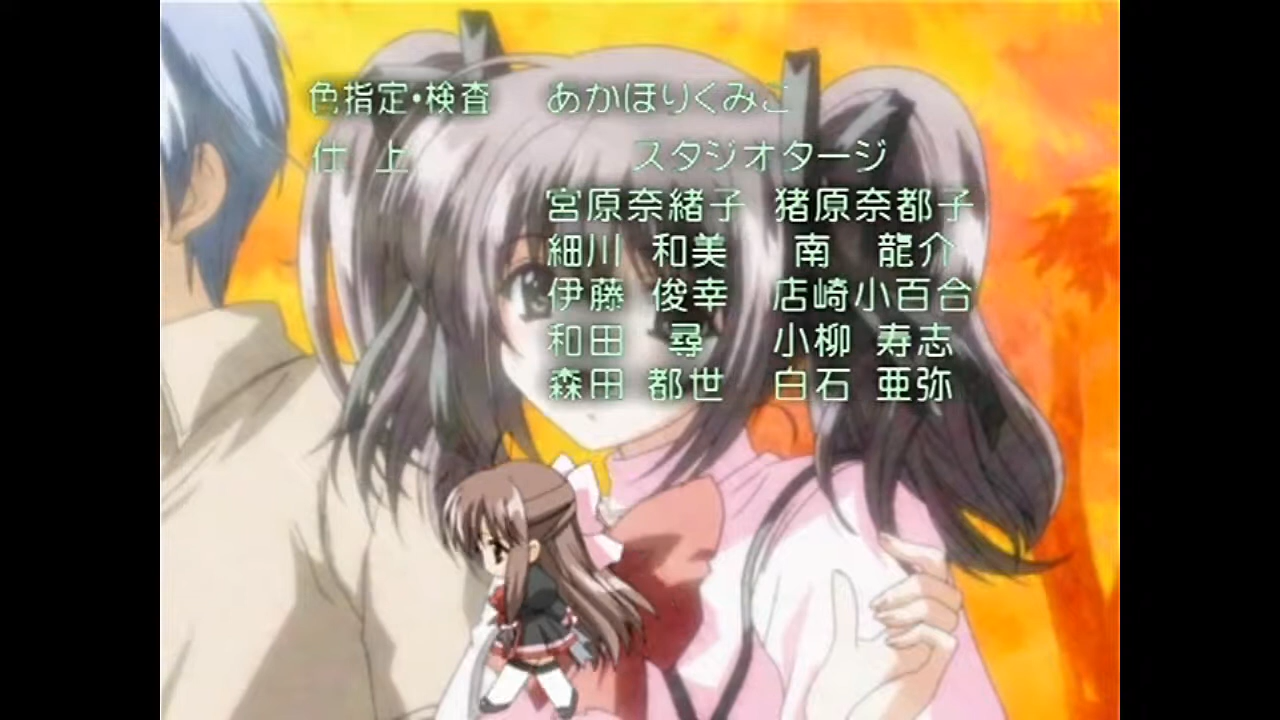 色指定・検査 あかほりくみこ
仕 上 スタジオタージ
宮原奈緒子 猪原奈都子
細川 和美 南 龍介
伊藤 俊幸 店崎小百合
和田 尋 小柳 寿志
森田 都世 白石 亜弥